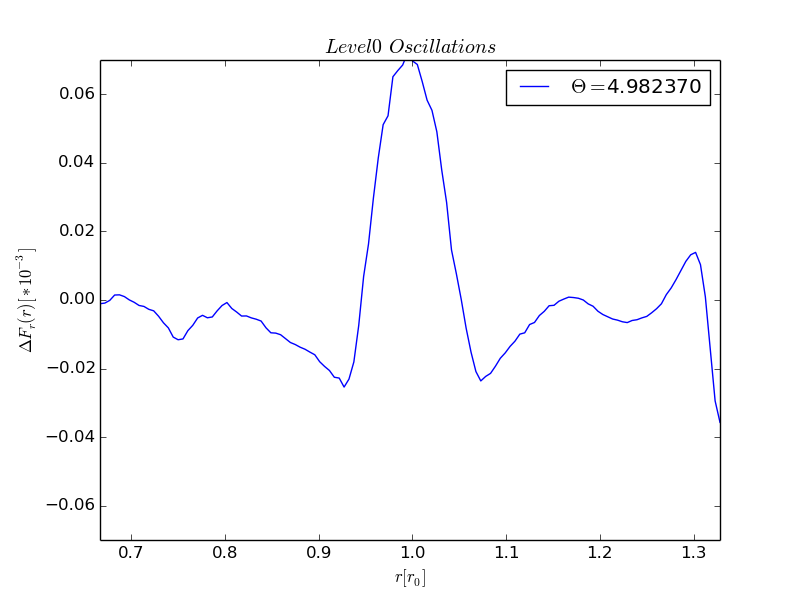 Level0 Oscillations
Θ =4.982370
0.06
0.04
0.02
0.00
−0.02
−0.04
−0.06
ΔF_r(r)[∗10^{−3}]
0.7 0.8 0.9 1.0 1.1 1.2 1.3
r[r_0]